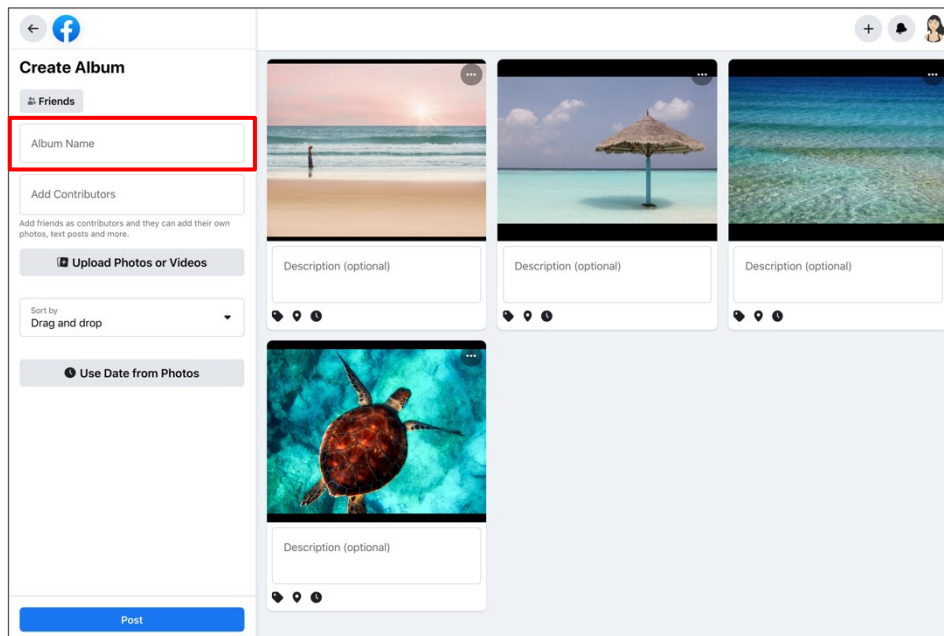 Create Album
Friends
Album Name
Add Contributors
Add friends as contributors and they can add their own
photos, text posts and more.
Upload Photos or Videos
Sort by
Drag and drop
Use Date from Photos
Post
Description (optional)
Description (optional)
Description (optional)
Description (optional)